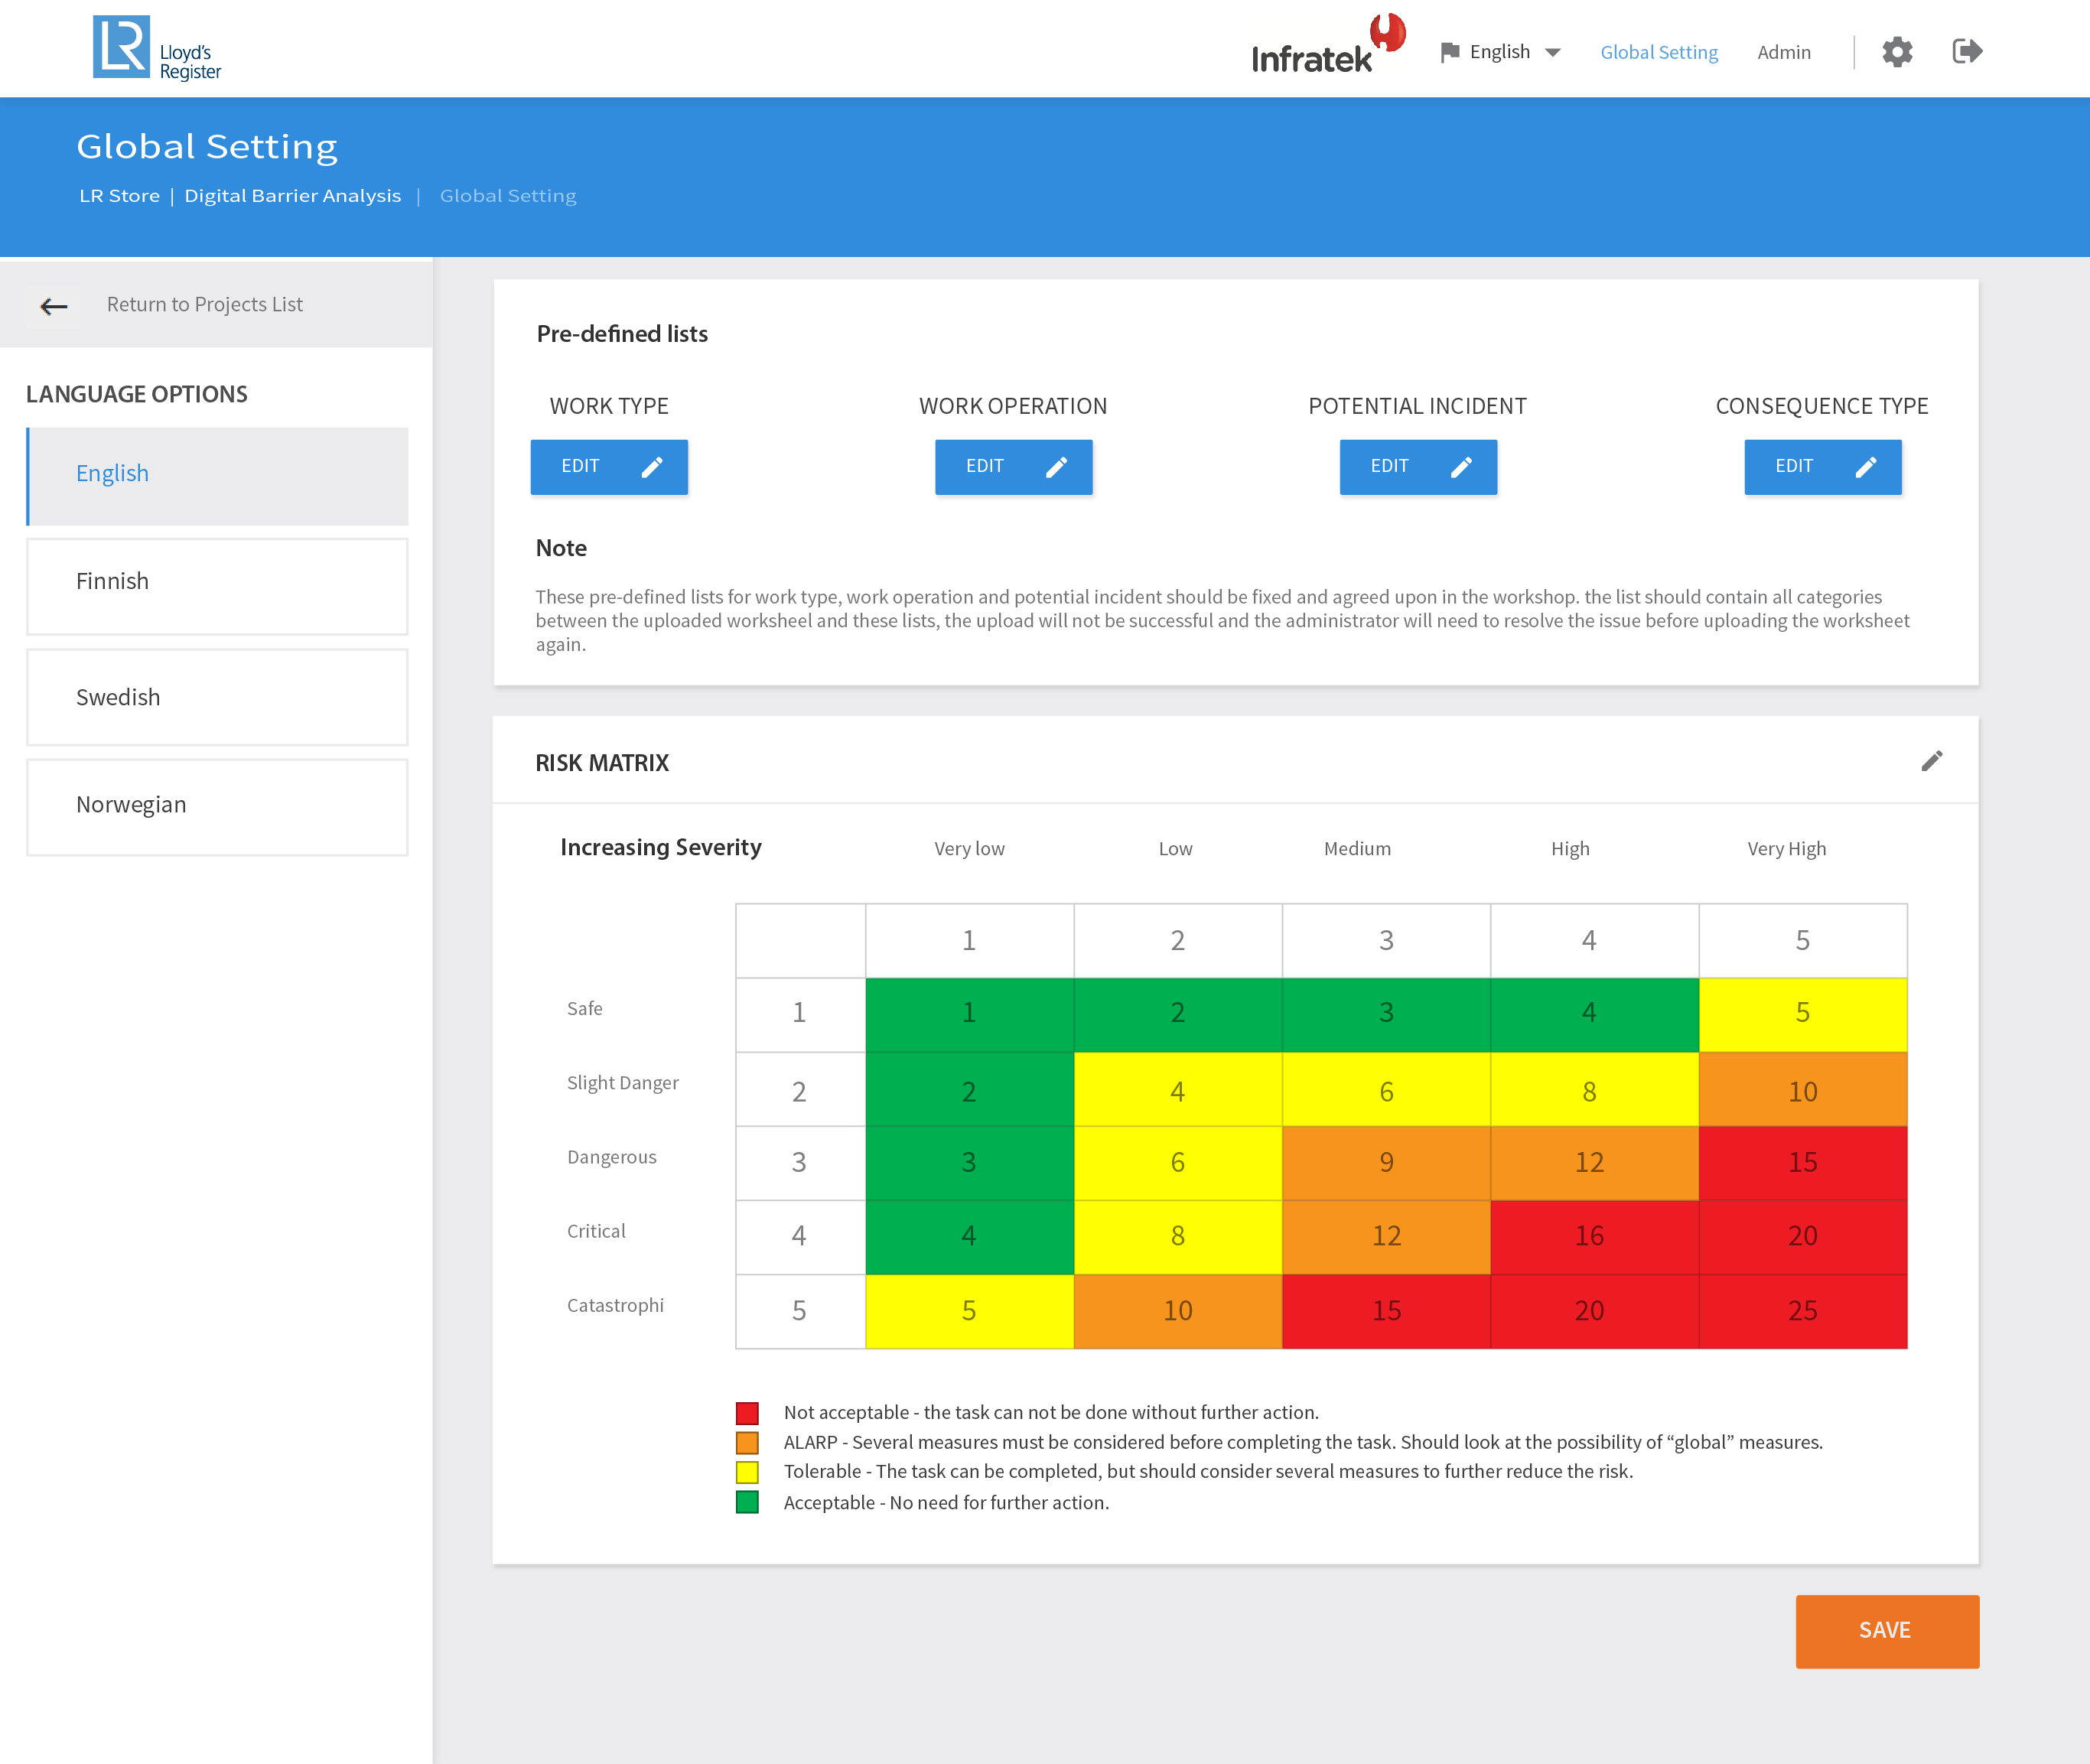 LR Lloyd's
Register
Infratek
English
Global Setting
Admin
Global Setting
LR Store | Digital Barrier Analysis | Global Setting
Return to Projects List
LANGUAGE OPTIONS
English
Finnish
Swedish
Norwegian
Pre-defined lists
WORK TYPE WORK OPERATION POTENTIAL INCIDENT CONSEQUENCE TYPE
EDIT EDIT EDIT EDIT
Note
These pre-defined lists for work type, work operation and potential incident should be fixed and agreed upon in the workshop. the list should contain all categories
between the uploaded worksheel and these lists, the upload will not be successful and the administrator will need to resolve the issue before uploading the worksheet
again.
RISK MATRIX
Increasing Severity Very low Low Medium High Very High
1 2 3 4 5
Safe 1 1 2 3 4 5
Slight Danger 2 2 4 6 8 10
Dangerous 3 3 6 9 12 15
Critical 4 4 8 12 16 20
Catastrophi 5 5 10 15 20 25
Not acceptable - the task can not be done without further action.
ALARP - Several measures must be considered before completing the task. Should look at the possibility of “global” measures.
Tolerable - The task can be completed, but should consider several measures to further reduce the risk.
Acceptable - No need for further action.
SAVE